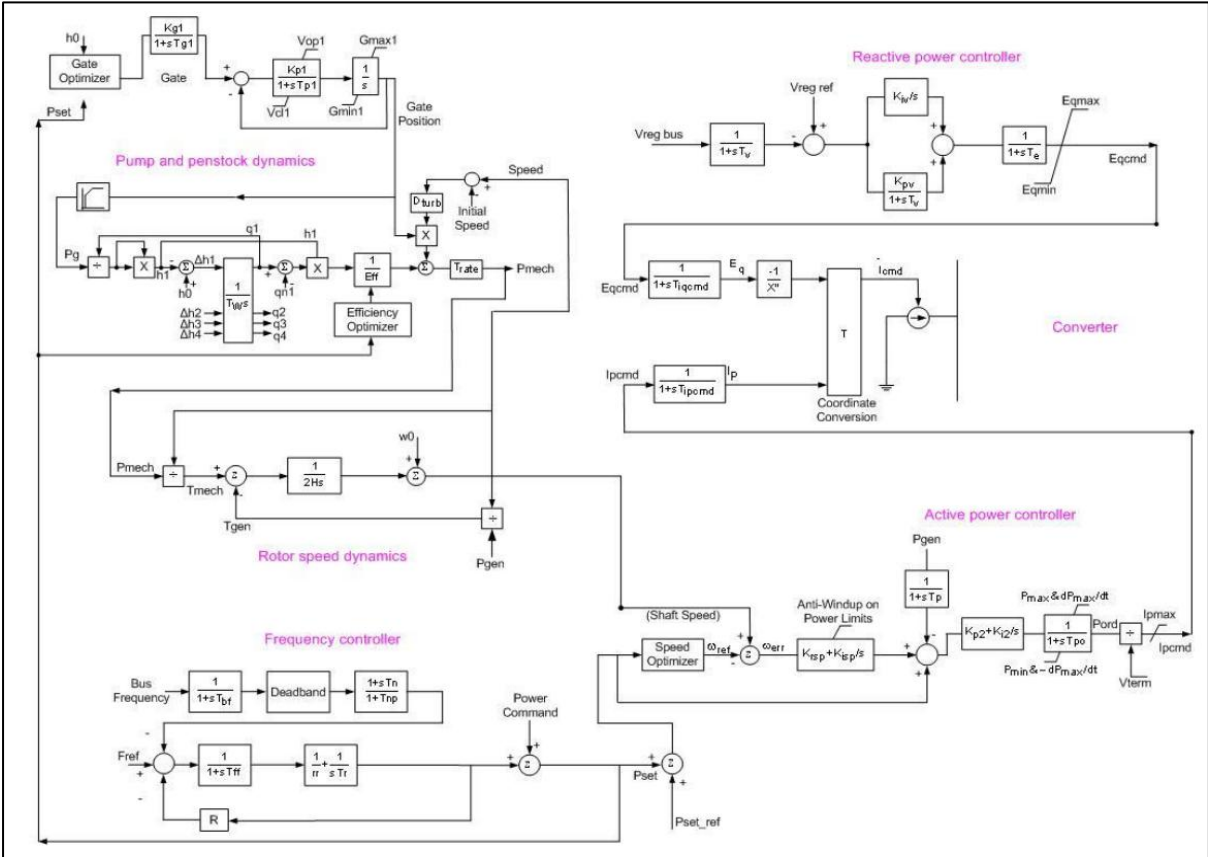 Kg1
1+sTg1
h0
Gate
Optimizer
Gate
Vop1
Gmax1
+
-
Kp1
1+sTp1
1
s
Vcl1
Gmin1
Pset
Gate
Position
Pump and penstock dynamics
Speed
+
-
Dturb
Initial
Speed
X
Pg
÷
X
h1
-
Σ
Δh1
+
h0
q1
1
TWs
Δh2
Δh3
Δh4
q2
q3
q4
+
Σ
-
qn1
h1
X
1
Eff
Σ
Trate
Pmech
Efficiency
Optimizer
Pmech
÷
Tmech
+
z
-
1
2Hs
w0
+
Σ
Tgen
÷
Pgen
Rotor speed dynamics
Frequency controller
Bus
Frequency
1
1+sTbf
Deadband
1+sTn
1+Tnp
-
Fref
+
-
1
1+sTff
1
rr
+
1
sTr
R
Power
Command
+
+
z
Pset
+
z
+
Pset_ref
Reactive power controller
Vreg ref
Vreg bus
1
1+sTv
-
Kiv/s
Kpv
1+sTv
+
+
1
1+sTe
Eqmax
Eqmin
Eqcmd
Eqcmd
1
1+sTiqcmd
Eq
-1
X"
-
Icmd
T
Converter
Ipcmd
1
1+sTipcmd
Ip
Coordinate
Conversion
Active power controller
Pgen
1
1+sTp
(Shaft Speed)
Speed
Optimizer
ωref
+
-
z
ωerr
Anti-Windup on
Power Limits
Krsp+Kisp/s
+
-
+
Kp2+Ki2/s
Pmax&dPmax/dt
1
1+sTpo
Pmin&-dPmax/dt
Pord
÷
Vterm
Ipmax
Ipcmd